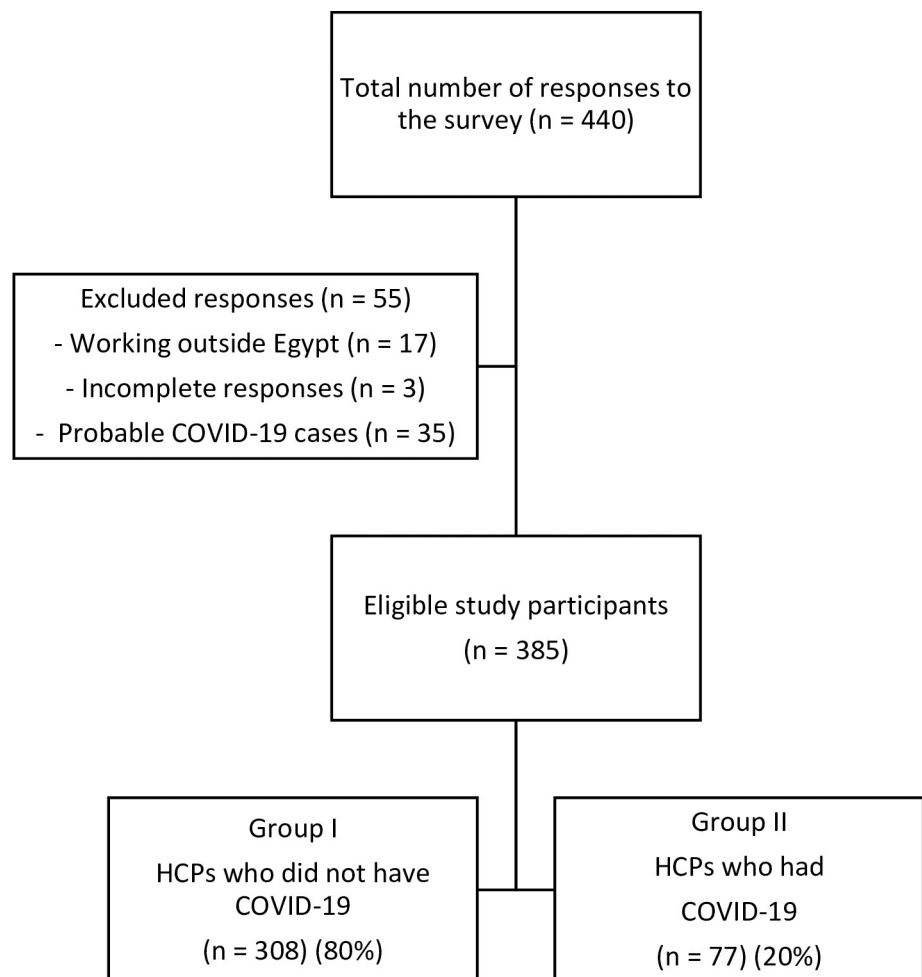 Total number of responses to
the survey (n = 440)
Excluded responses (n = 55)
- Working outside Egypt (n = 17)
- Incomplete responses (n = 3)
- Probable COVID-19 cases (n = 35)
Eligible study participants
(n = 385)
Group I
HCPs who did not have
COVID-19
(n = 308) (80%)
Group II
HCPs who had
COVID-19
(n = 77) (20%)